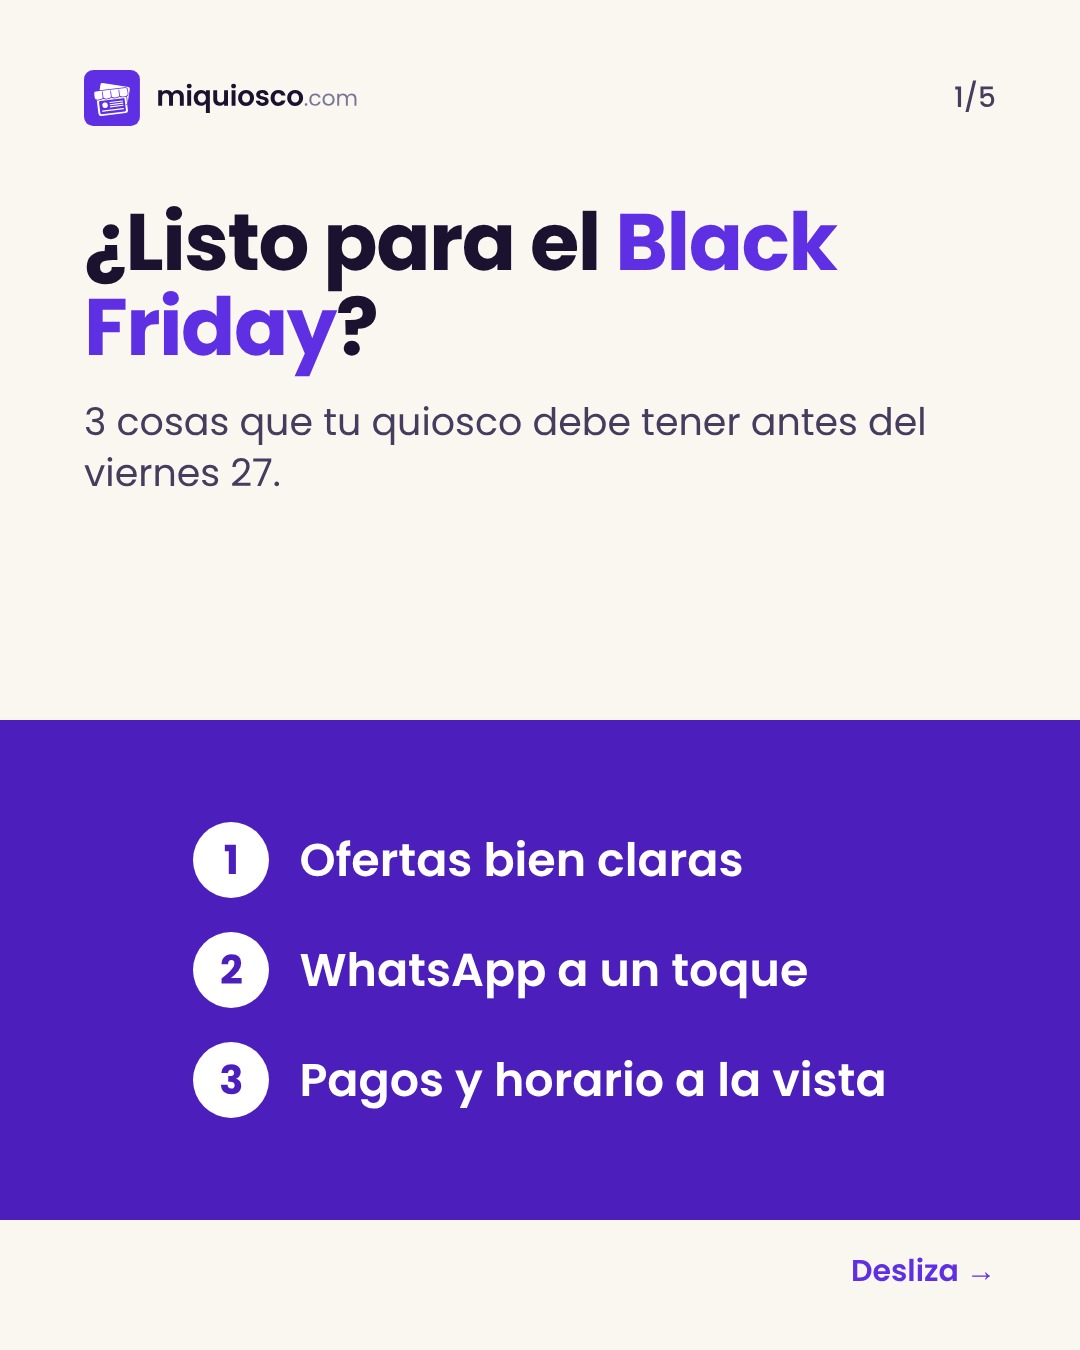 miquiosco.com
1/5
¿Listo para el Black
Friday?
3 cosas que tu quiosco debe tener antes del
viernes 27.
1 Ofertas bien claras
2 WhatsApp a un toque
3 Pagos y horario a la vista
Desliza →